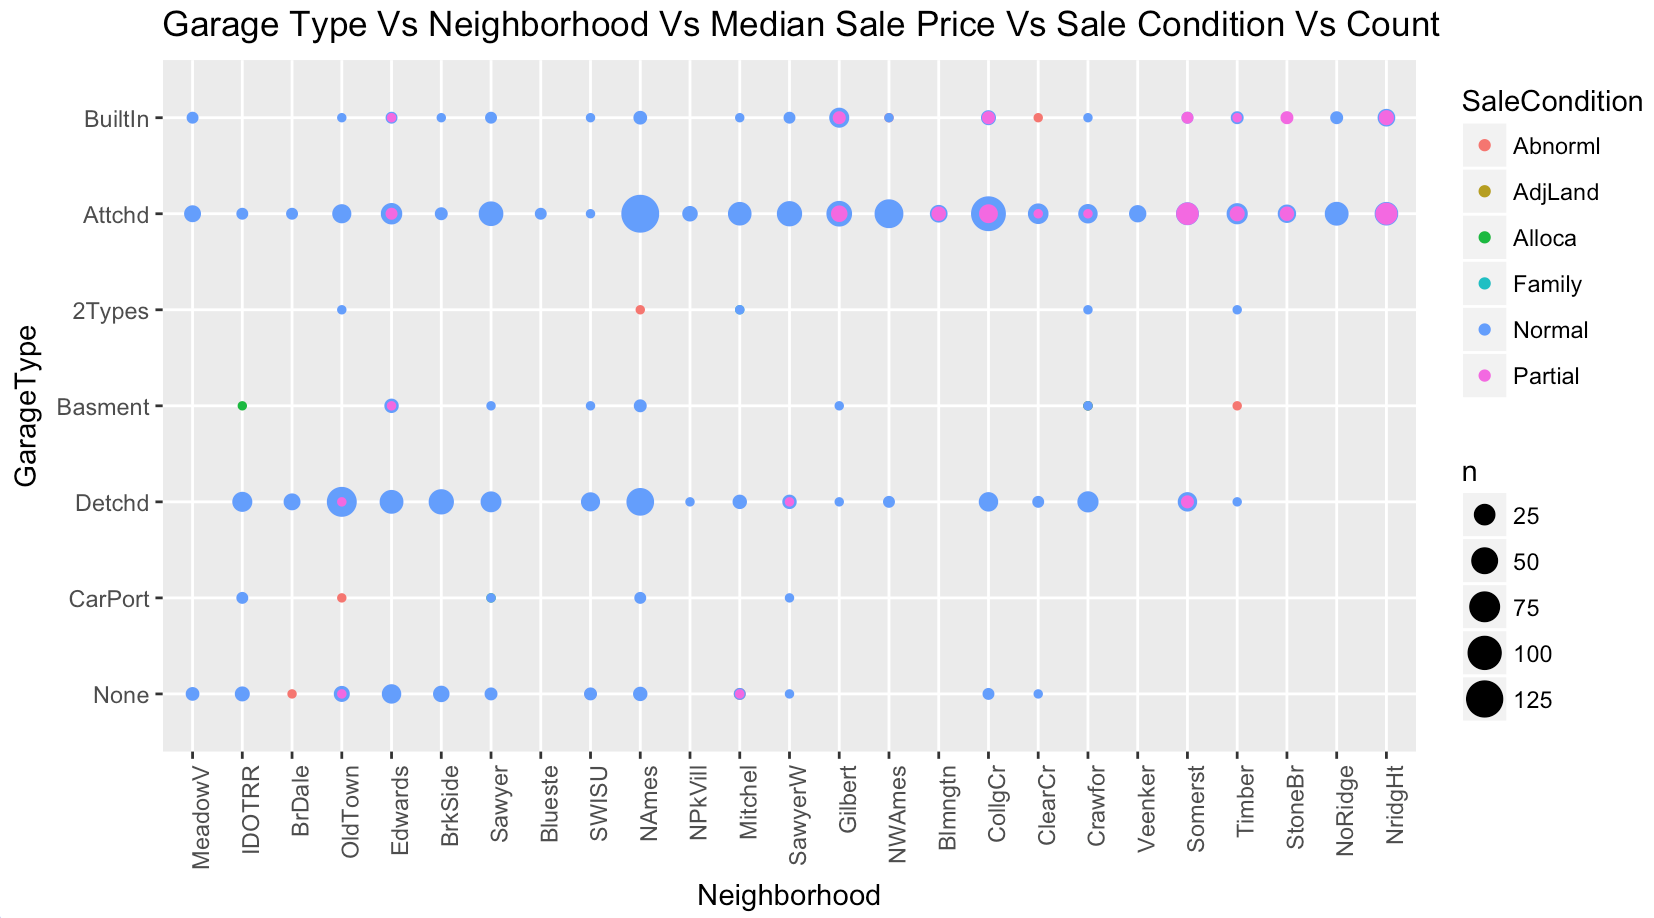 Garage Type Vs Neighborhood Vs Median Sale Price Vs Sale Condition Vs Count
GarageType
BuiltIn
Attchd
2Types
Basment
Detchd
CarPort
None
MeadowV
IDOTRR
BrDale
OldTown
Edwards
BrkSide
Sawyer
Blueste
SWISU
NAmes
NPkVill
Mitchel
SawyerW
Gilbert
NWAmes
Blmngtn
CollgCr
ClearCr
Crawfor
Veenker
Somerst
Timber
StoneBr
NoRidge
NridgHt
Neighborhood
SaleCondition
Abnorml
AdjLand
Alloca
Family
Normal
Partial
n
25
50
75
100
125